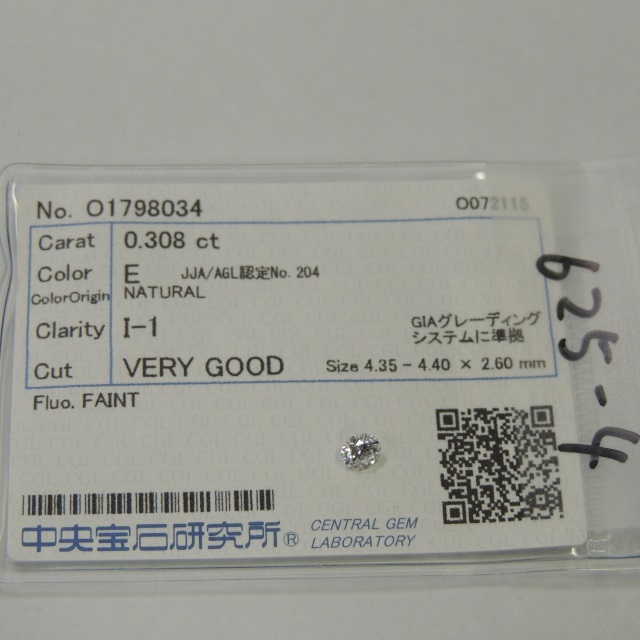 No. O1798034 O072115
Carat 0.308 ct
Color E JJA/AGL認定No. 204
ColorOrigin NATURAL
Clarity I-1 GIAグレーディング
システムに準拠
Cut VERY GOOD Size 4.35 - 4.40 × 2.60 mm
Fluo. FAINT
中央宝石研究所® CENTRAL GEM
LABORATORY
625-4